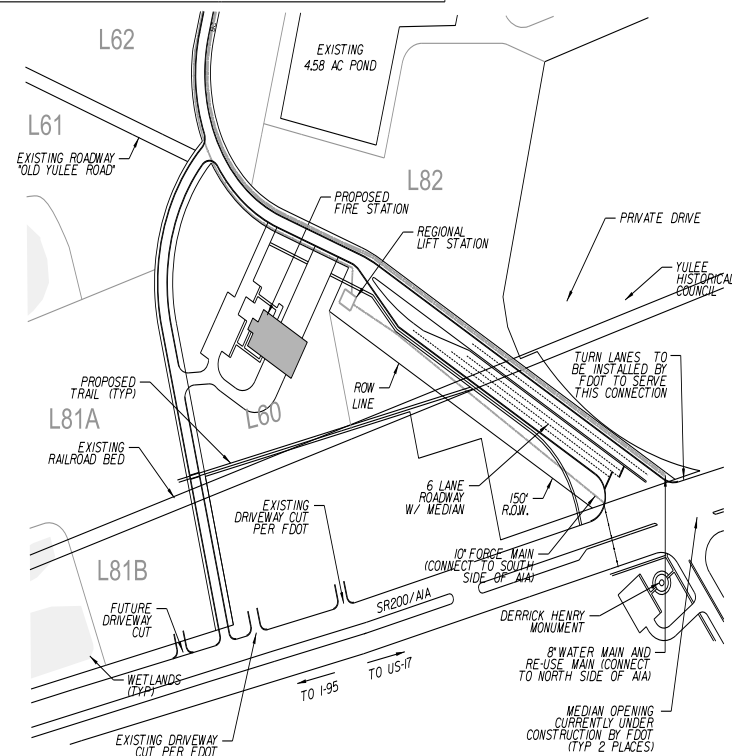 L62
EXISTING
4.58 AC POND
L61
EXISTING ROADWAY
"OLD YULEE ROAD"
L82
PROPOSED
FIRE STATION
REGIONAL
LIFT STATION
PRIVATE DRIVE
YULEE
HISTORICAL
COUNCIL
TURN LANES TO
BE INSTALLED BY
FDOT TO SERVE
THIS CONNECTION
PROPOSED
TRAIL (TYP)
ROW
LINE
L81A
L60
EXISTING
RAILROAD BED
EXISTING
DRIVEWAY CUT
PER FDOT
6 LANE
ROADWAY
W/ MEDIAN
150'
R.O.W.
10" FORCE MAIN
(CONNECT TO SOUTH
SIDE OF A1A)
L81B
FUTURE
DRIVEWAY
CUT
SR200/A1A
DERRICK HENRY
MONUMENT
8" WATER MAIN AND
RE-USE MAIN (CONNECT
TO NORTH SIDE OF A1A)
WETLANDS
(TYP)
TO I-95
TO US-17
EXISTING DRIVEWAY
CUT PER FDOT
MEDIAN OPENING
CURRENTLY UNDER
CONSTRUCTION BY FDOT
(TYP 2 PLACES)